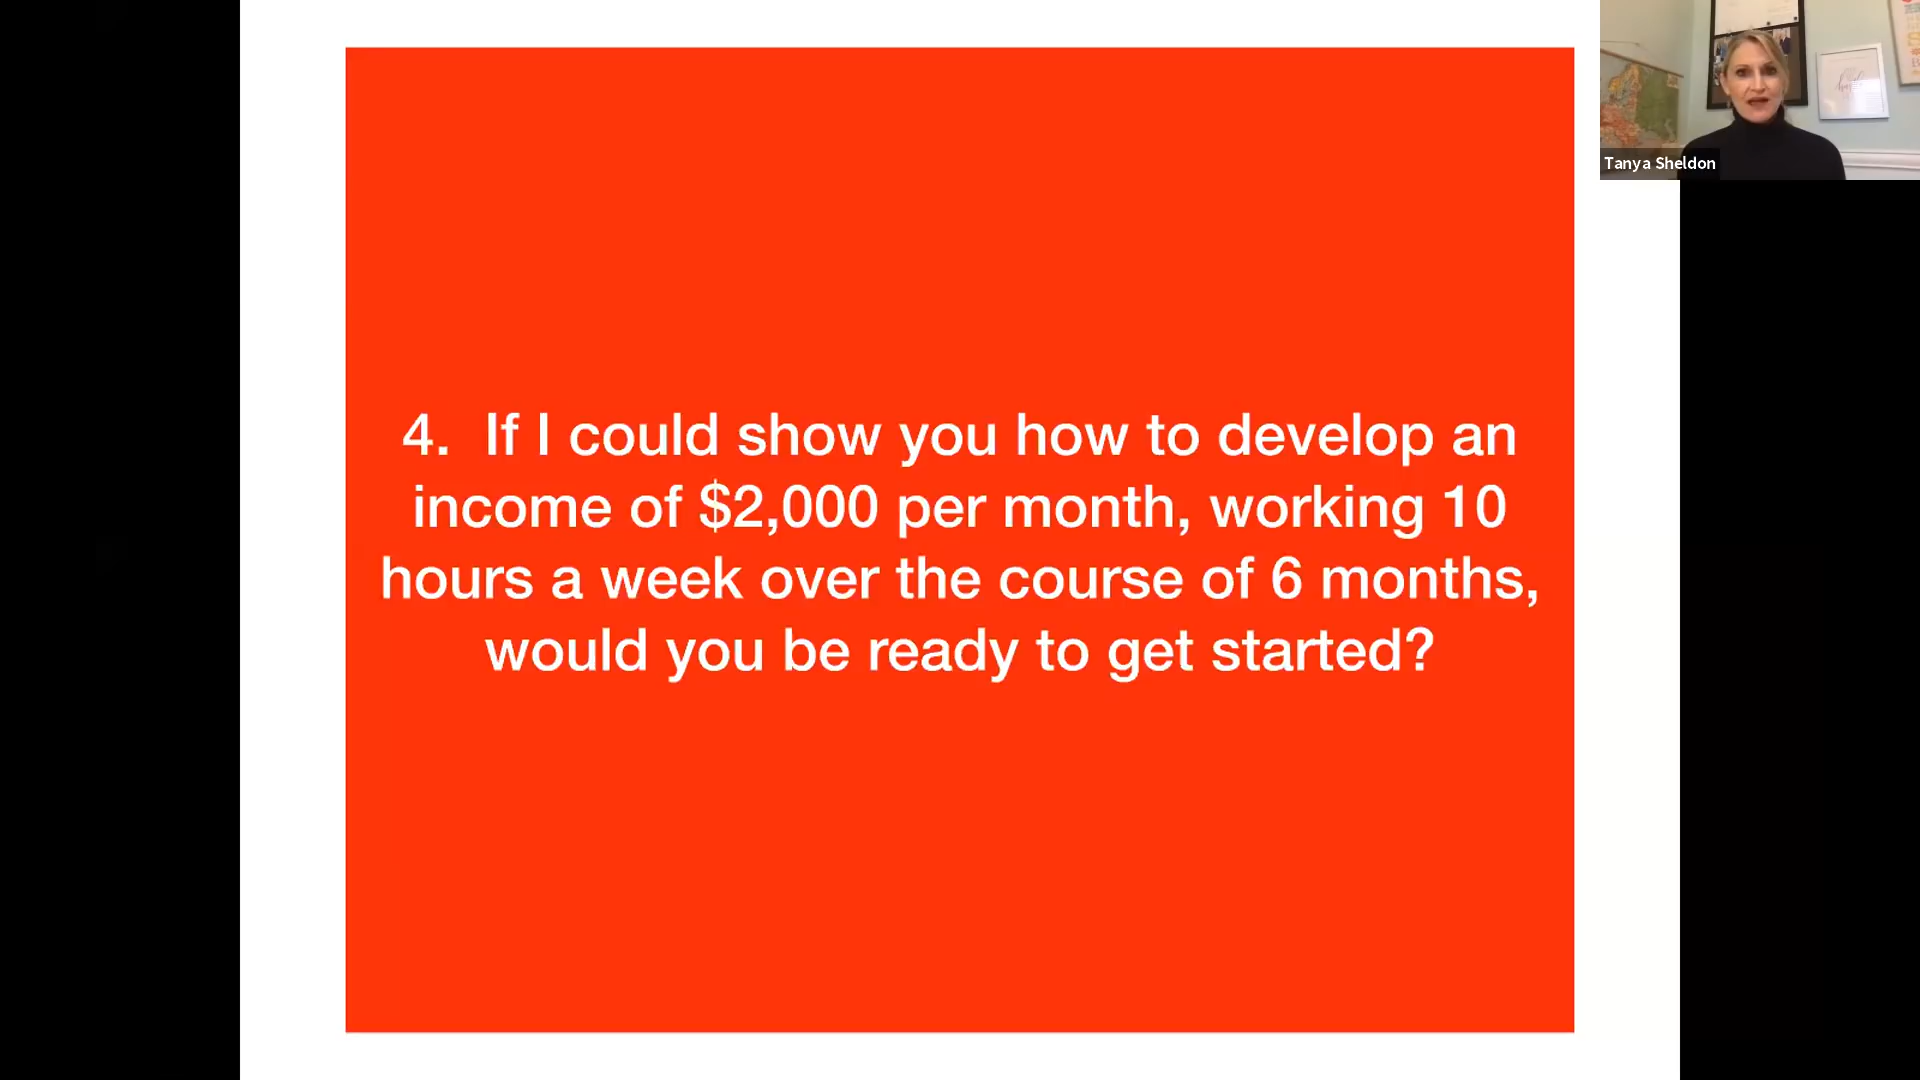 4. If I could show you how to develop an
income of $2,000 per month, working 10
hours a week over the course of 6 months,
would you be ready to get started?
Tanya Sheldon